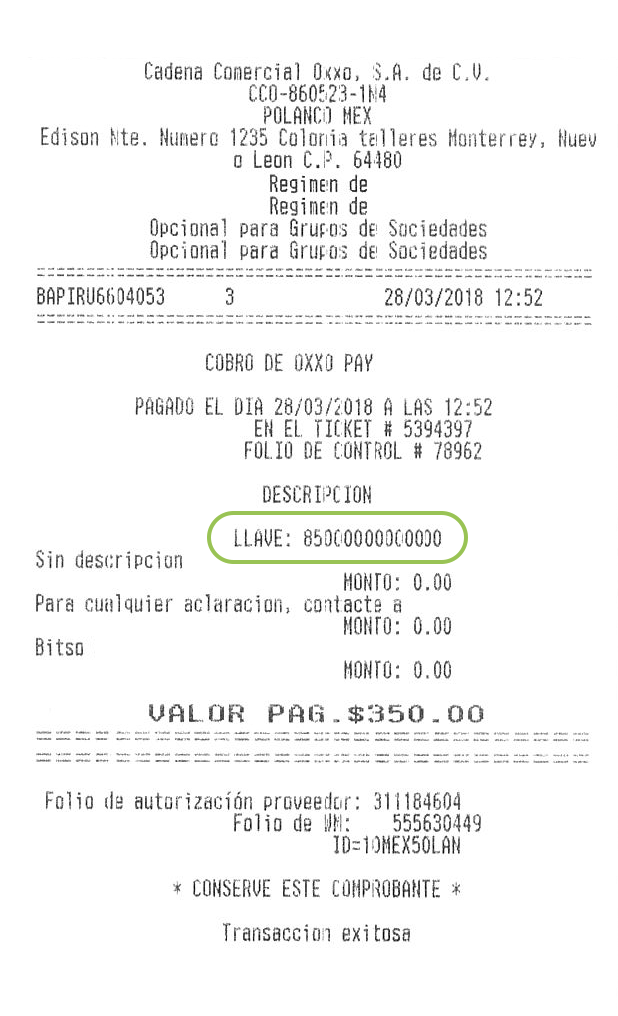 Cadena Comercial Oxxo, S.A. de C.V.
CCO-860523-1N4
POLANCO MEX
Edison Nte. Numero 1235 Colonia talleres Monterrey, Nuev
o Leon C.P. 64480
Regimen de
Regimen de
Opcional para Grupos de Sociedades
Opcional para Grupos de Sociedades
BAPIRU6604053 3 28/03/2018 12:52
COBRO DE OXXO PAY
PAGADO EL DIA 28/03/2018 A LAS 12:52
EN EL TICKET # 5394397
FOLIO DE CONTROL # 78962
DESCRIPCION
LLAVE: 85000000000000
Sin descripcion
MONTO: 0.00
Para cualquier aclaracion, contacte a
MONTO: 0.00
Bitso
MONTO: 0.00
VALOR PAG.$350.00
Folio de autorización proveedor: 311184604
Folio de WM: 555630449
ID=10MEX50LAN
* CONSERVE ESTE COMPROBANTE *
Transaccion exitosa